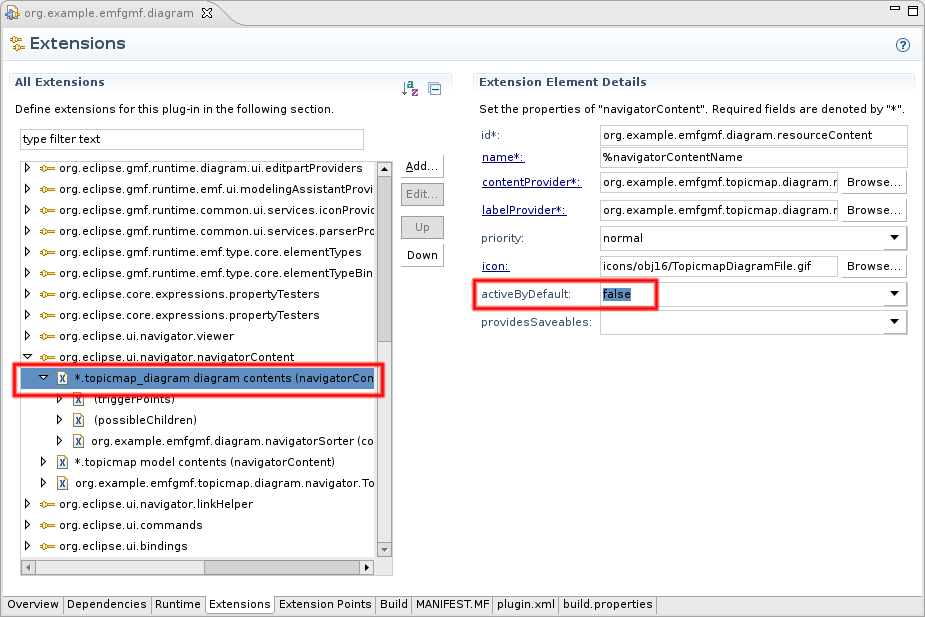 org.example.emfgmf.diagram
Extensions
All Extensions
Define extensions for this plug-in in the following section.
type filter text
org.eclipse.gmf.runtime.diagram.ui.editpartProviders
org.eclipse.gmf.runtime.emf.ui.modelingAssistantProvi
org.eclipse.gmf.runtime.common.ui.services.iconProvic
org.eclipse.gmf.runtime.common.ui.services.parserPro
org.eclipse.gmf.runtime.emf.type.core.elementTypes
org.eclipse.gmf.runtime.emf.type.core.elementTypeBin
org.eclipse.core.expressions.propertyTesters
org.eclipse.core.expressions.propertyTesters
org.eclipse.ui.navigator.viewer
org.eclipse.ui.navigator.navigatorContent
*.topicmap_diagram diagram contents (navigatorCon
(triggerPoints)
(possibleChildren)
org.example.emfgmf.diagram.navigatorSorter (co
*.topicmap model contents (navigatorContent)
org.example.emfgmf.topicmap.diagram.navigator.To
org.eclipse.ui.navigator.linkHelper
org.eclipse.ui.commands
org.eclipse.ui.bindings
Add...
Edit...
Up
Down
Extension Element Details
Set the properties of "navigatorContent". Required fields are denoted by "*".
id*: org.example.emfgmf.diagram.resourceContent
name*: %navigatorContentName
contentProvider*: org.example.emfgmf.topicmap.diagram.r Browse...
labelProvider*: org.example.emfgmf.topicmap.diagram.r Browse...
priority: normal
icon: icons/obj16/TopicmapDiagramFile.gif Browse...
activeByDefault: false
providesSaveables:
Overview Dependencies Runtime Extensions Extension Points Build MANIFEST.MF plugin.xml build.properties